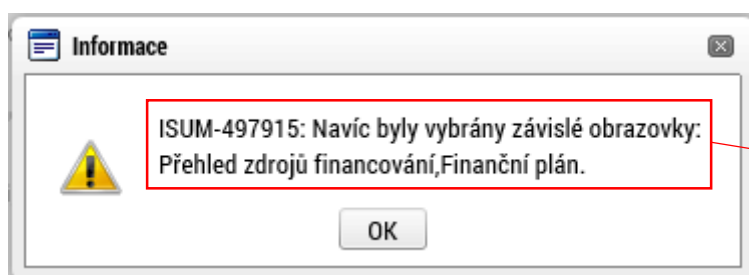 Informace
ISUM-497915: Navíc byly vybrány závislé obrazovky:
Přehled zdrojů financování,Finanční plán.
OK